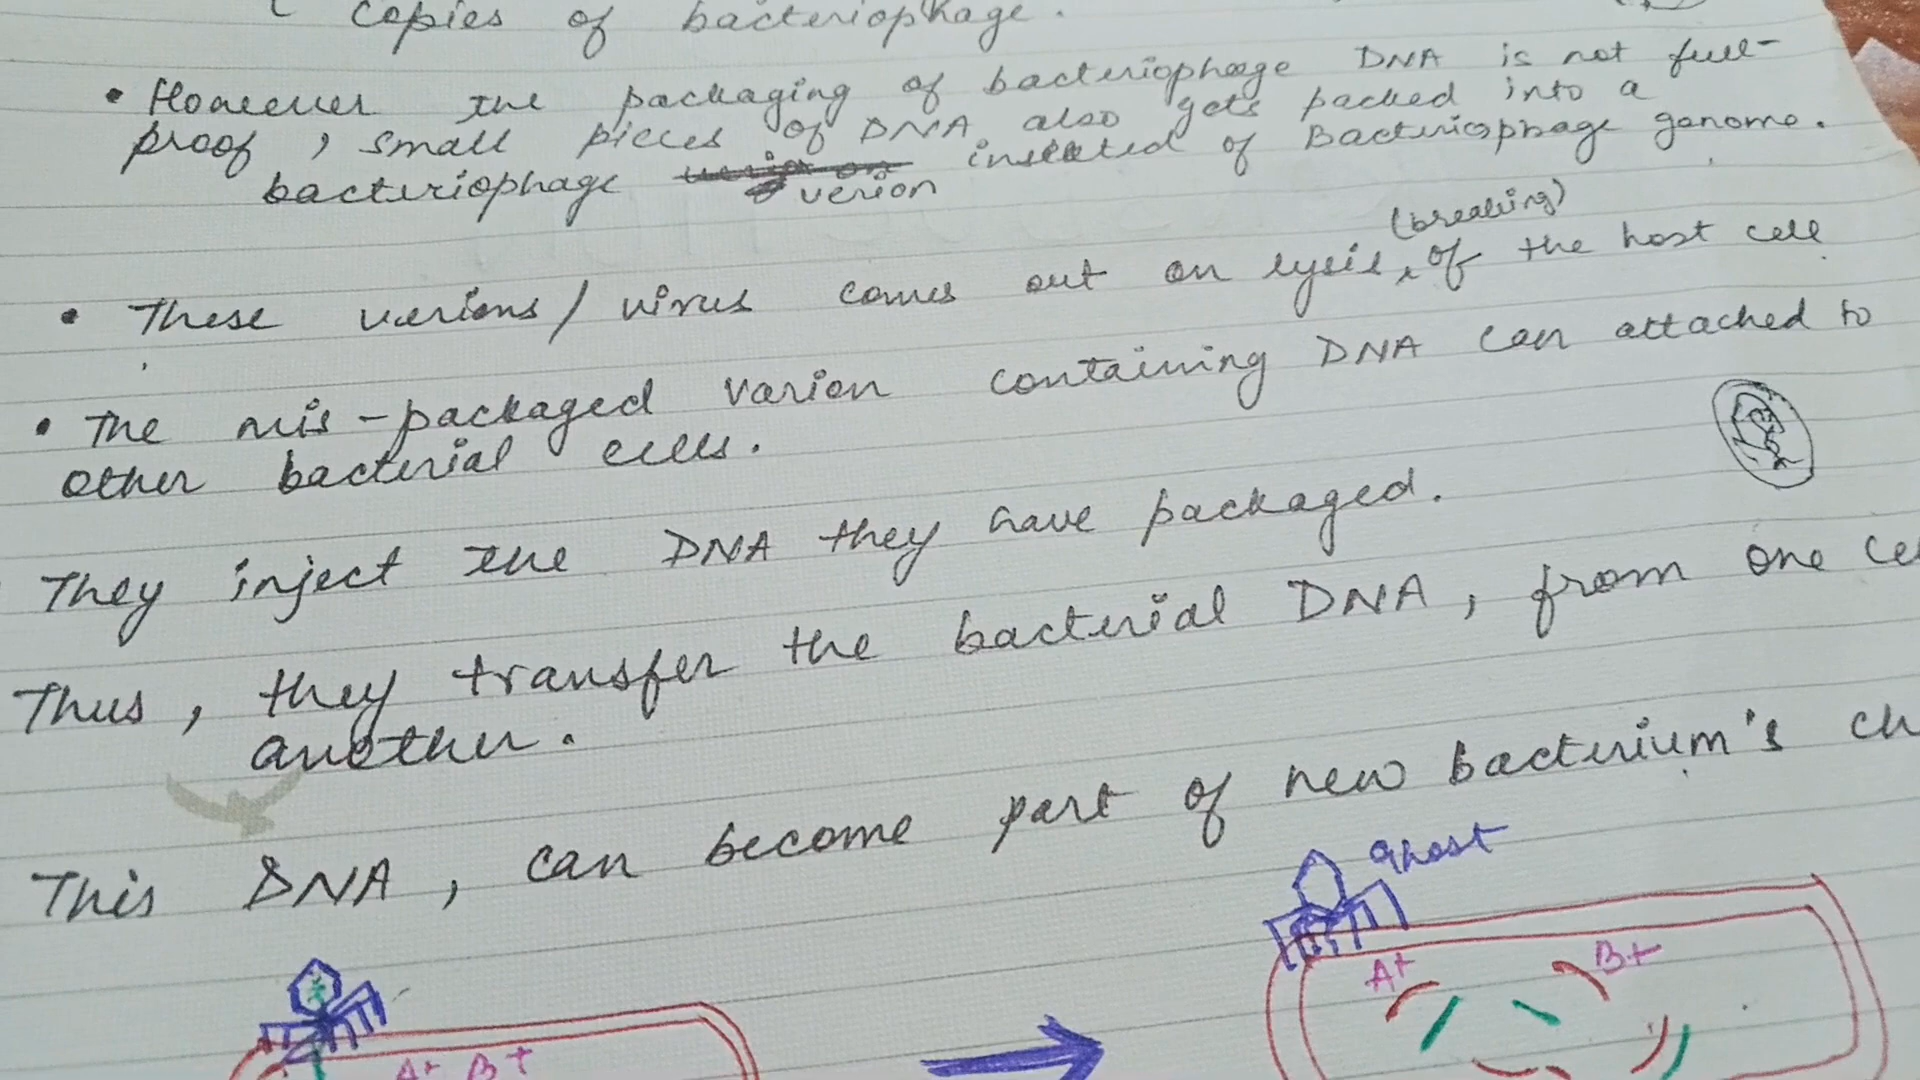 copies of bacteriophage.
• However the packaging of bacteriophage DNA is not full-
proof, small pieces of DNA also gets packed into a
bacteriophage verion instead of Bacteriophage genome.
(breaking)
• These verions/virus comes out on lysis, of the host cell
• The mis-packaged varion containing DNA can attached to
other bacterial cells.
They inject the DNA they have packaged.
Thus, they transfer the bacterial DNA, from one ce
another.
This DNA, can become part of new bacterium's ch
Ghost
A+ B+
A+ B+